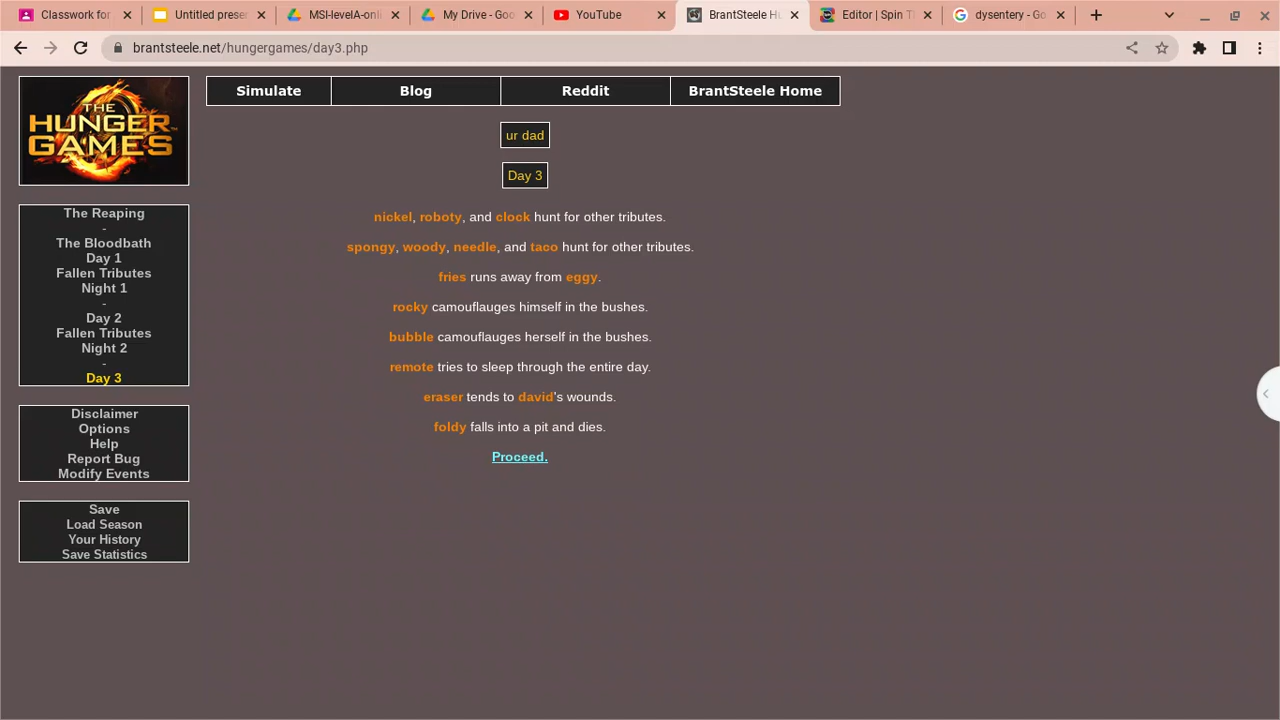 Classwork for
Untitled preser
MSI-levelA-onli
My Drive - Goo
YouTube
BrantSteele Hu
Editor | Spin Th
dysentery - Go
brantsteele.net/hungergames/day3.php
THE
HUNGER
GAMES
Simulate
Blog
Reddit
BrantSteele Home
ur dad
Day 3
nickel, roboty, and clock hunt for other tributes.
spongy, woody, needle, and taco hunt for other tributes.
fries runs away from eggy.
rocky camouflauges himself in the bushes.
bubble camouflauges herself in the bushes.
remote tries to sleep through the entire day.
eraser tends to david's wounds.
foldy falls into a pit and dies.
Proceed.
The Reaping
-
The Bloodbath
Day 1
Fallen Tributes
Night 1
-
Day 2
Fallen Tributes
Night 2
-
Day 3
Disclaimer
Options
Help
Report Bug
Modify Events
Save
Load Season
Your History
Save Statistics